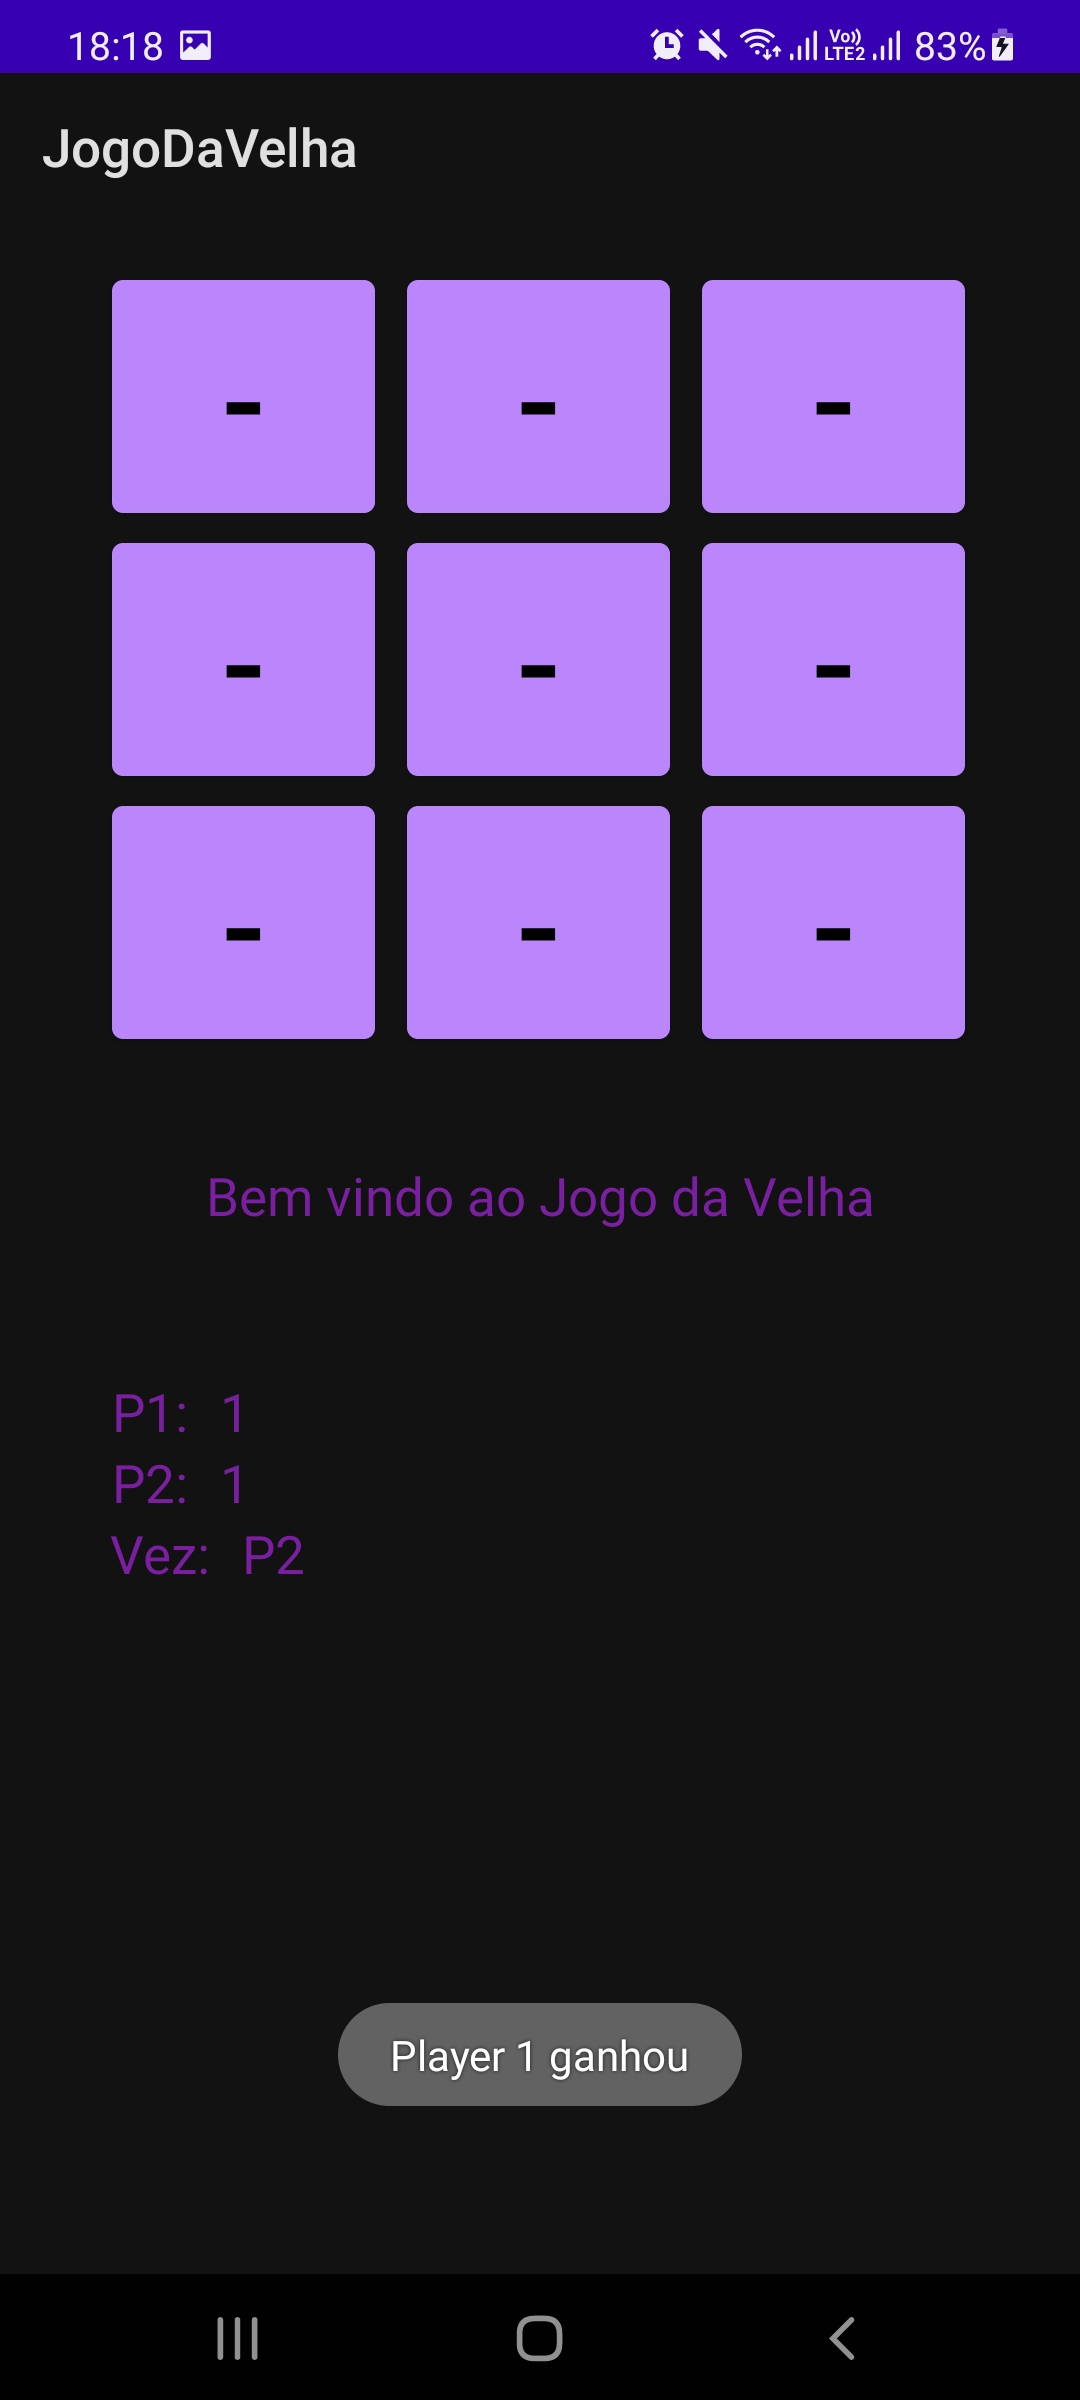 18:18 Vo)) LTE2 83%
JogoDaVelha
- - -
- - -
- - -
Bem vindo ao Jogo da Velha
P1: 1
P2: 1
Vez: P2
Player 1 ganhou